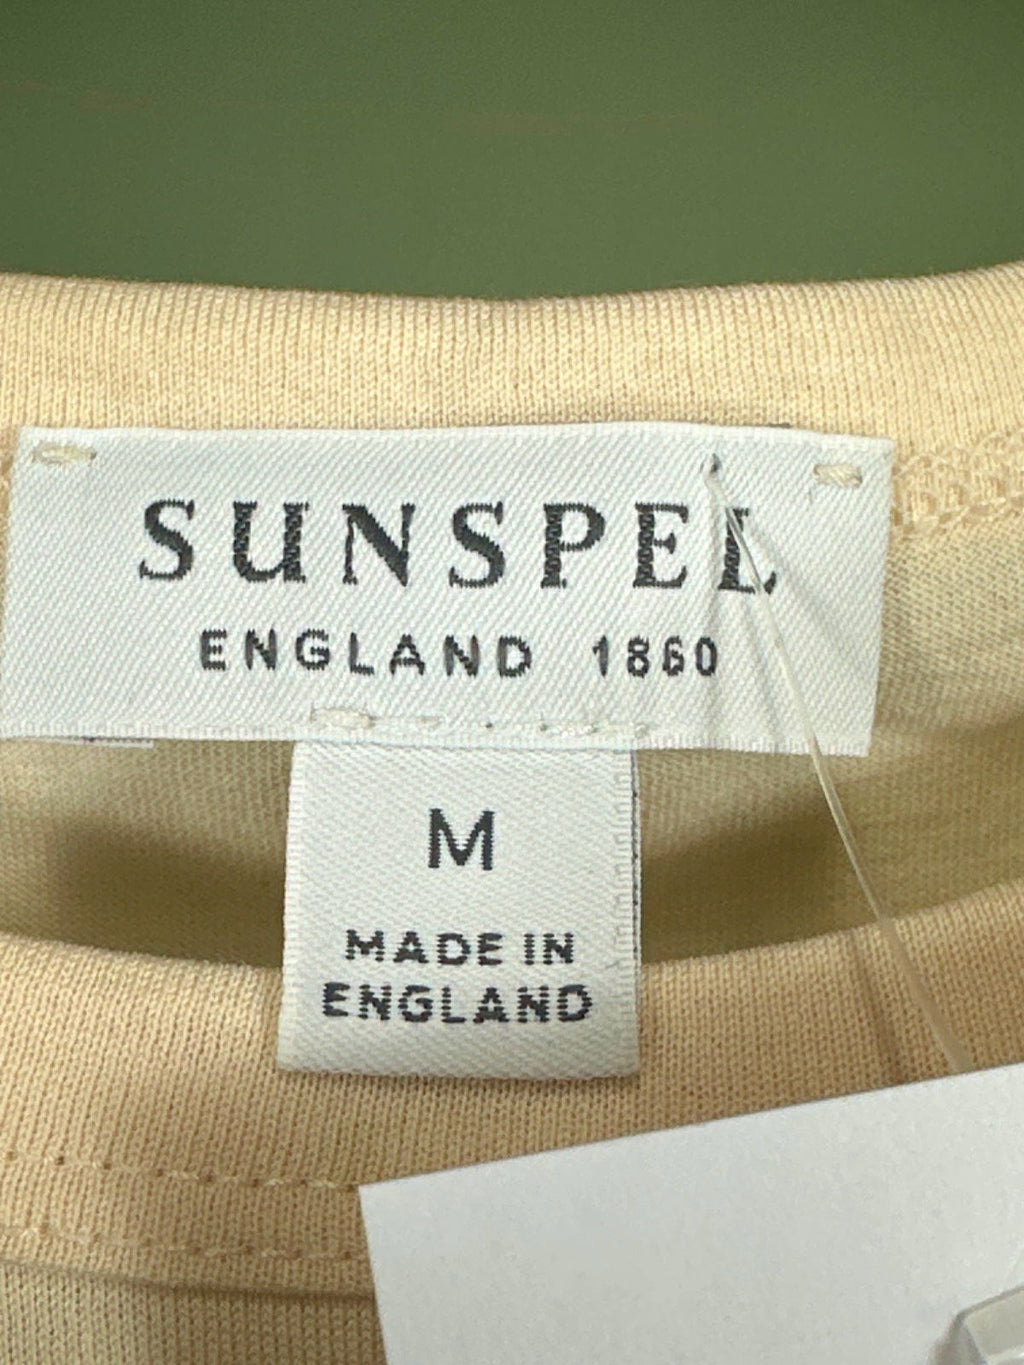 SUNSPEL
ENGLAND 1860
M
MADE IN
ENGLAND